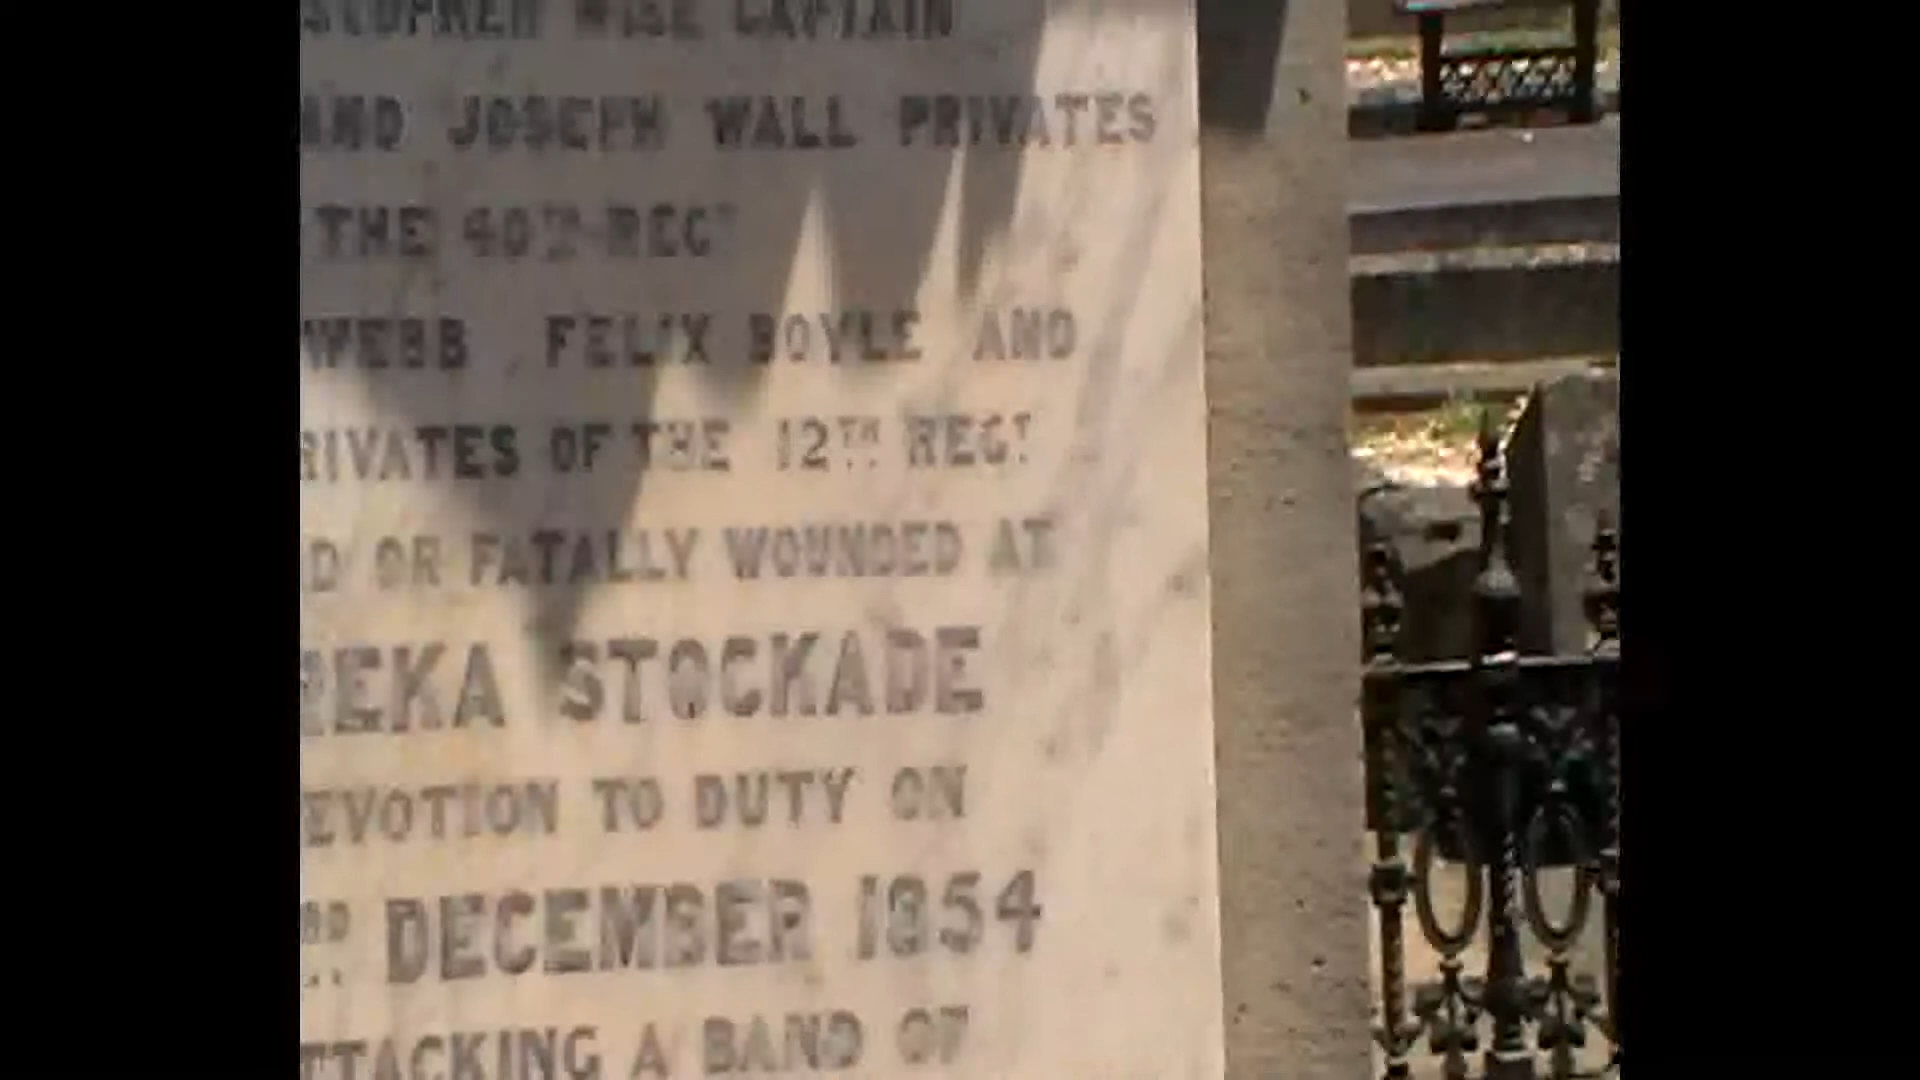 STOPHER WISE CAPTAIN
AND JOSEPH WALL PRIVATES
THE 40TH REGT
WEBB, FELIX BOYLE AND
RIVATES OF THE 12TH REGT
D OR FATALLY WOUNDED AT
REKA STOCKADE
EVOTION TO DUTY ON
RD DECEMBER 1854
TTACKING A BAND OF